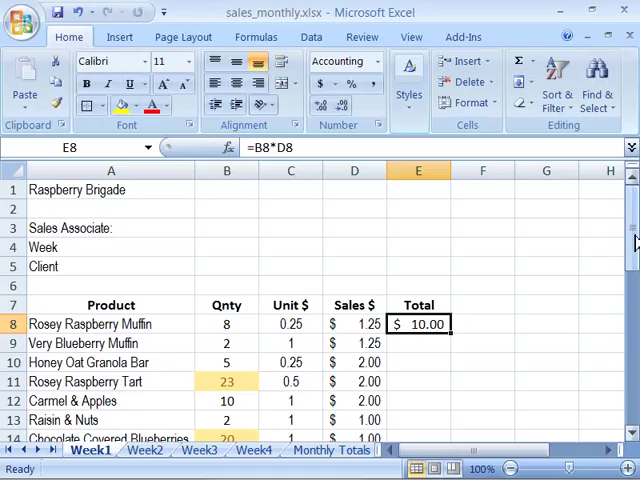 sales_monthly.xlsx - Microsoft Excel
Home Insert Page Layout Formulas Data Review View Add-Ins
Calibri 11 Accounting Insert Σ
Paste B I U A A $ % , Styles Delete Sort & Filter Find & Select
A Format
Clipboard Font Alignment Number Cells Editing
E8 =B8*D8
A B C D E F G H
1 Raspberry Brigade
2
3 Sales Associate:
4 Week
5 Client
6
7 Product Qnty Unit $ Sales $ Total
8 Rosey Raspberry Muffin 8 0.25 $ 1.25 $ 10.00
9 Very Blueberry Muffin 2 1 $ 1.25
10 Honey Oat Granola Bar 5 0.25 $ 2.00
11 Rosey Raspberry Tart 23 0.5 $ 2.00
12 Carmel & Apples 10 1 $ 2.00
13 Raisin & Nuts 2 1 $ 1.00
14 Chocolate Covered Blueberries 20 1 $ 2.00
Week1 Week2 Week3 Week4 Monthly Totals
Ready 100%